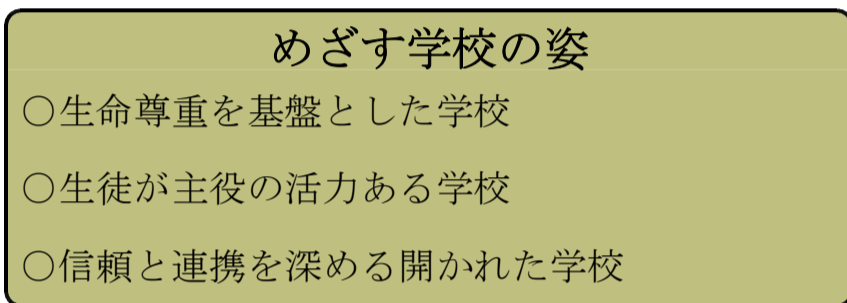 めざす学校の姿
○生命尊重を基盤とした学校
○生徒が主役の活力ある学校
○信頼と連携を深める開かれた学校